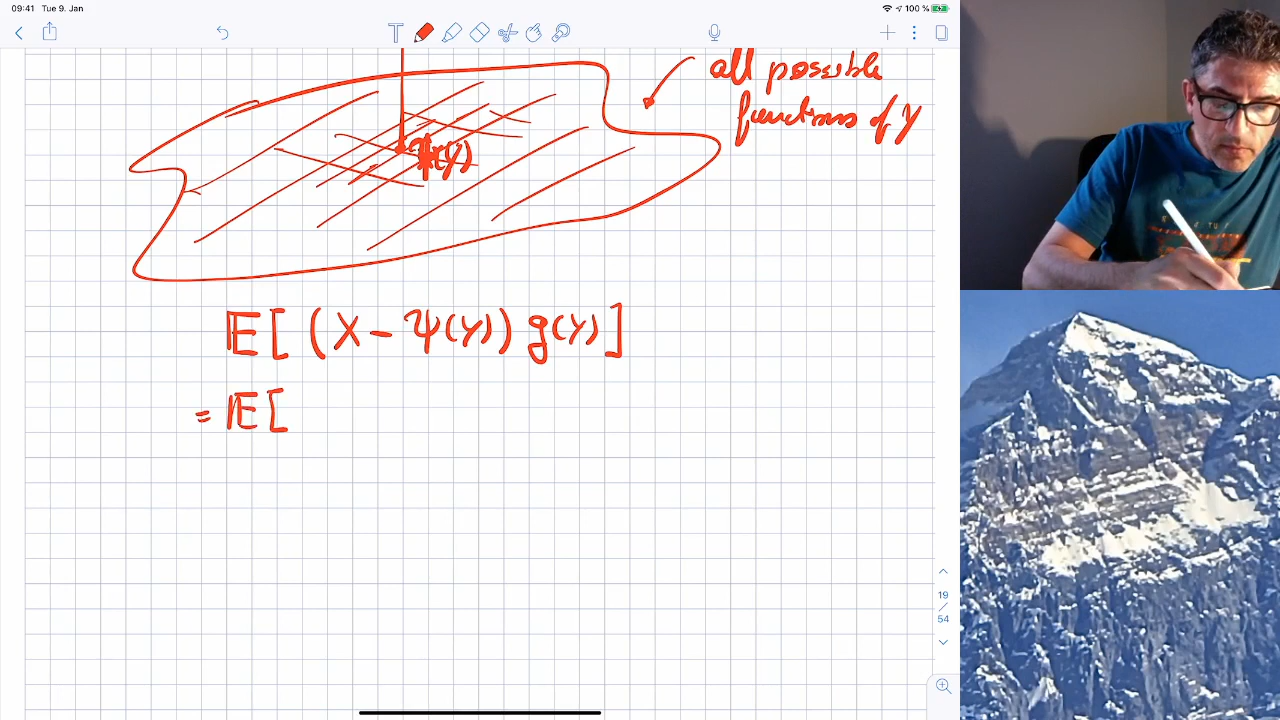 09:41 Tue 9. Jan 100 %
all possible
functions of Y
ψ(Y)
𝔼[ (X - ψ(Y)) g(Y) ]
= 𝔼[
19
/
54